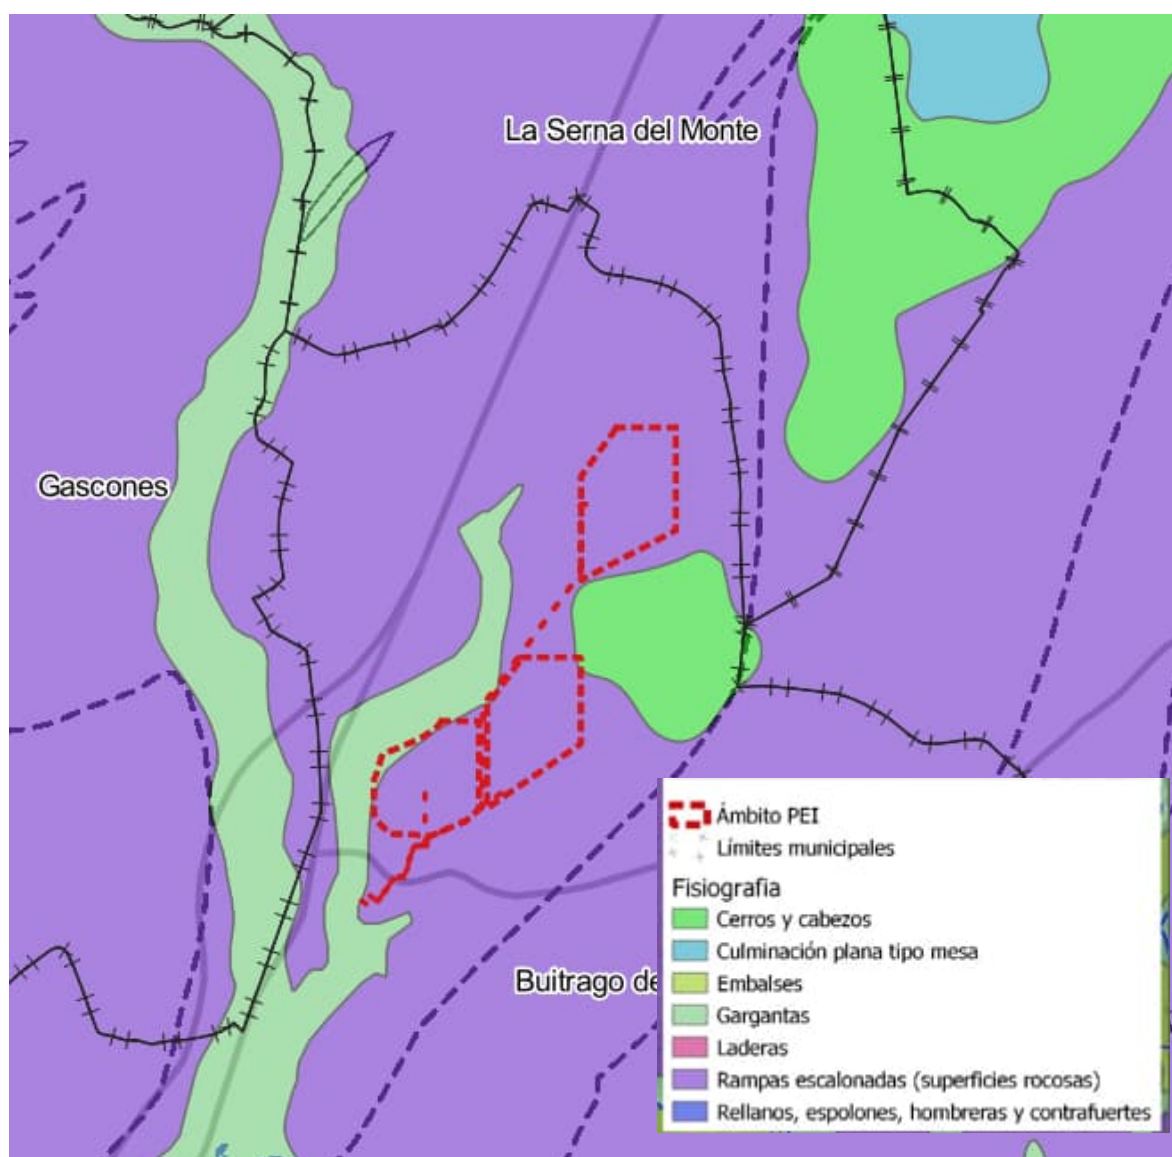 La Serna del Monte
Gascones
Buitrago de
Ámbito PEI
Límites municipales
Fisiografia
Cerros y cabezos
Culminación plana tipo mesa
Embalses
Gargantas
Laderas
Rampas escalonadas (superficies rocosas)
Rellanos, espolones, hombreras y contrafuertes